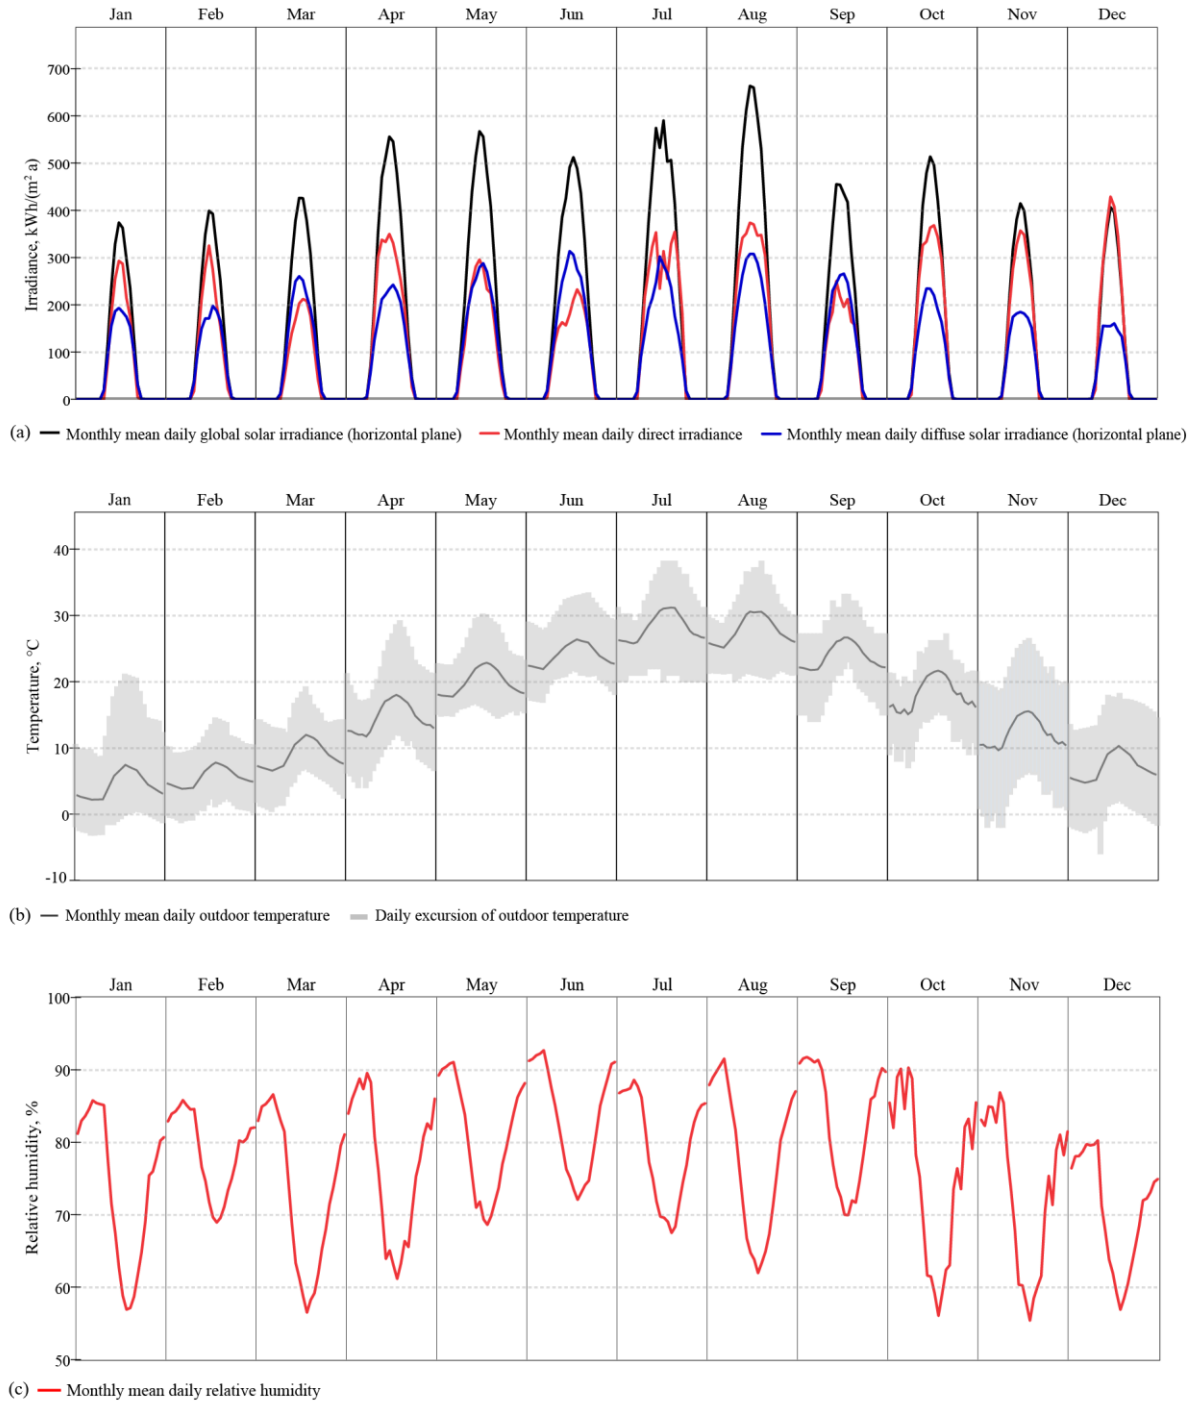 Jan Feb Mar Apr May Jun Jul Aug Sep Oct Nov Dec
700
600
500
400
300
200
100
0
Irradiance, kWh/(m² a)
(a) Monthly mean daily global solar irradiance (horizontal plane) Monthly mean daily direct irradiance Monthly mean daily diffuse solar irradiance (horizontal plane)
Jan Feb Mar Apr May Jun Jul Aug Sep Oct Nov Dec
40
30
20
10
0
-10
Temperature, °C
(b) Monthly mean daily outdoor temperature Daily excursion of outdoor temperature
Jan Feb Mar Apr May Jun Jul Aug Sep Oct Nov Dec
100
90
80
70
60
50
Relative humidity, %
(c) Monthly mean daily relative humidity